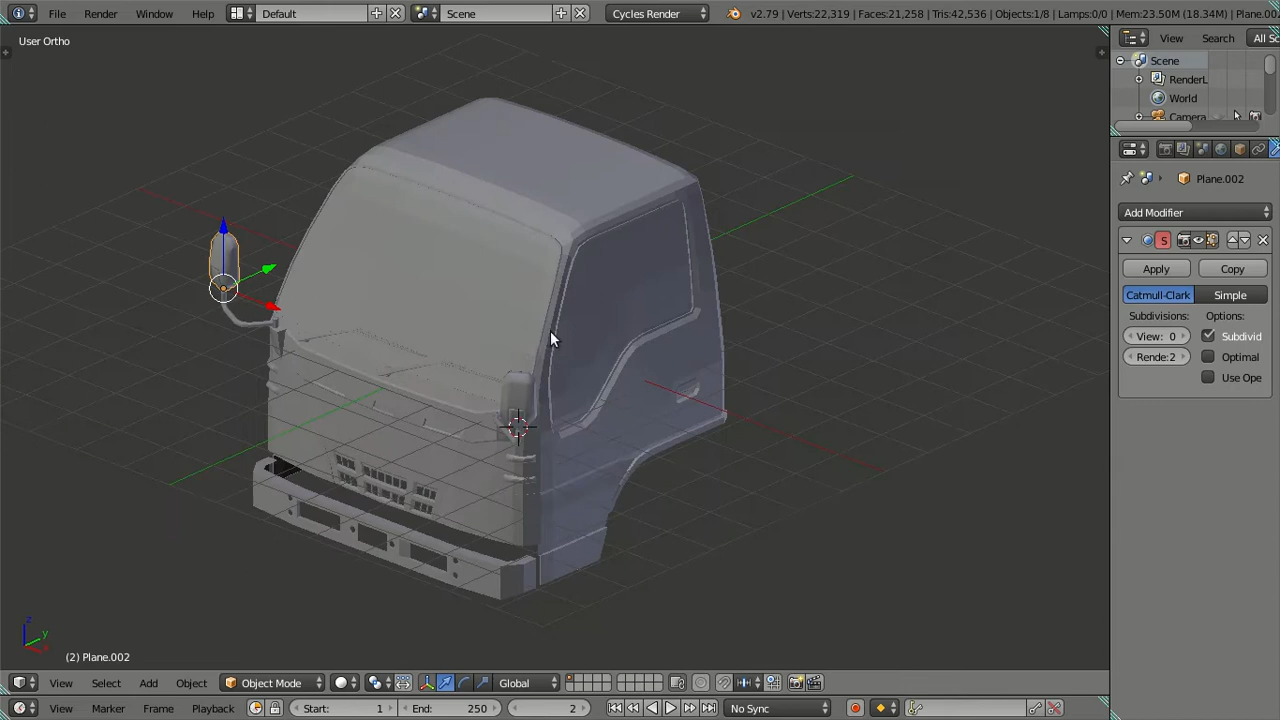 File Render Window Help Default Scene Cycles Render v2.79 | Verts:22,319 | Faces:21,258 | Tris:42,536 | Objects:1/8 | Lamps:0/0 | Mem:23.50M (18.34M) | Plane.00
User Ortho
View Search All Sc
Scene
RenderL
World
Camera
Plane.002
Add Modifier
S
Apply Copy
Catmull-Clark Simple
Subdivisions: Options:
View: 0 Subdivid
Rende: 2 Optimal
Use Ope
z
y
x
(2) Plane.002
View Select Add Object Object Mode Global
View Marker Frame Playback Start: 1 End: 250 2 No Sync